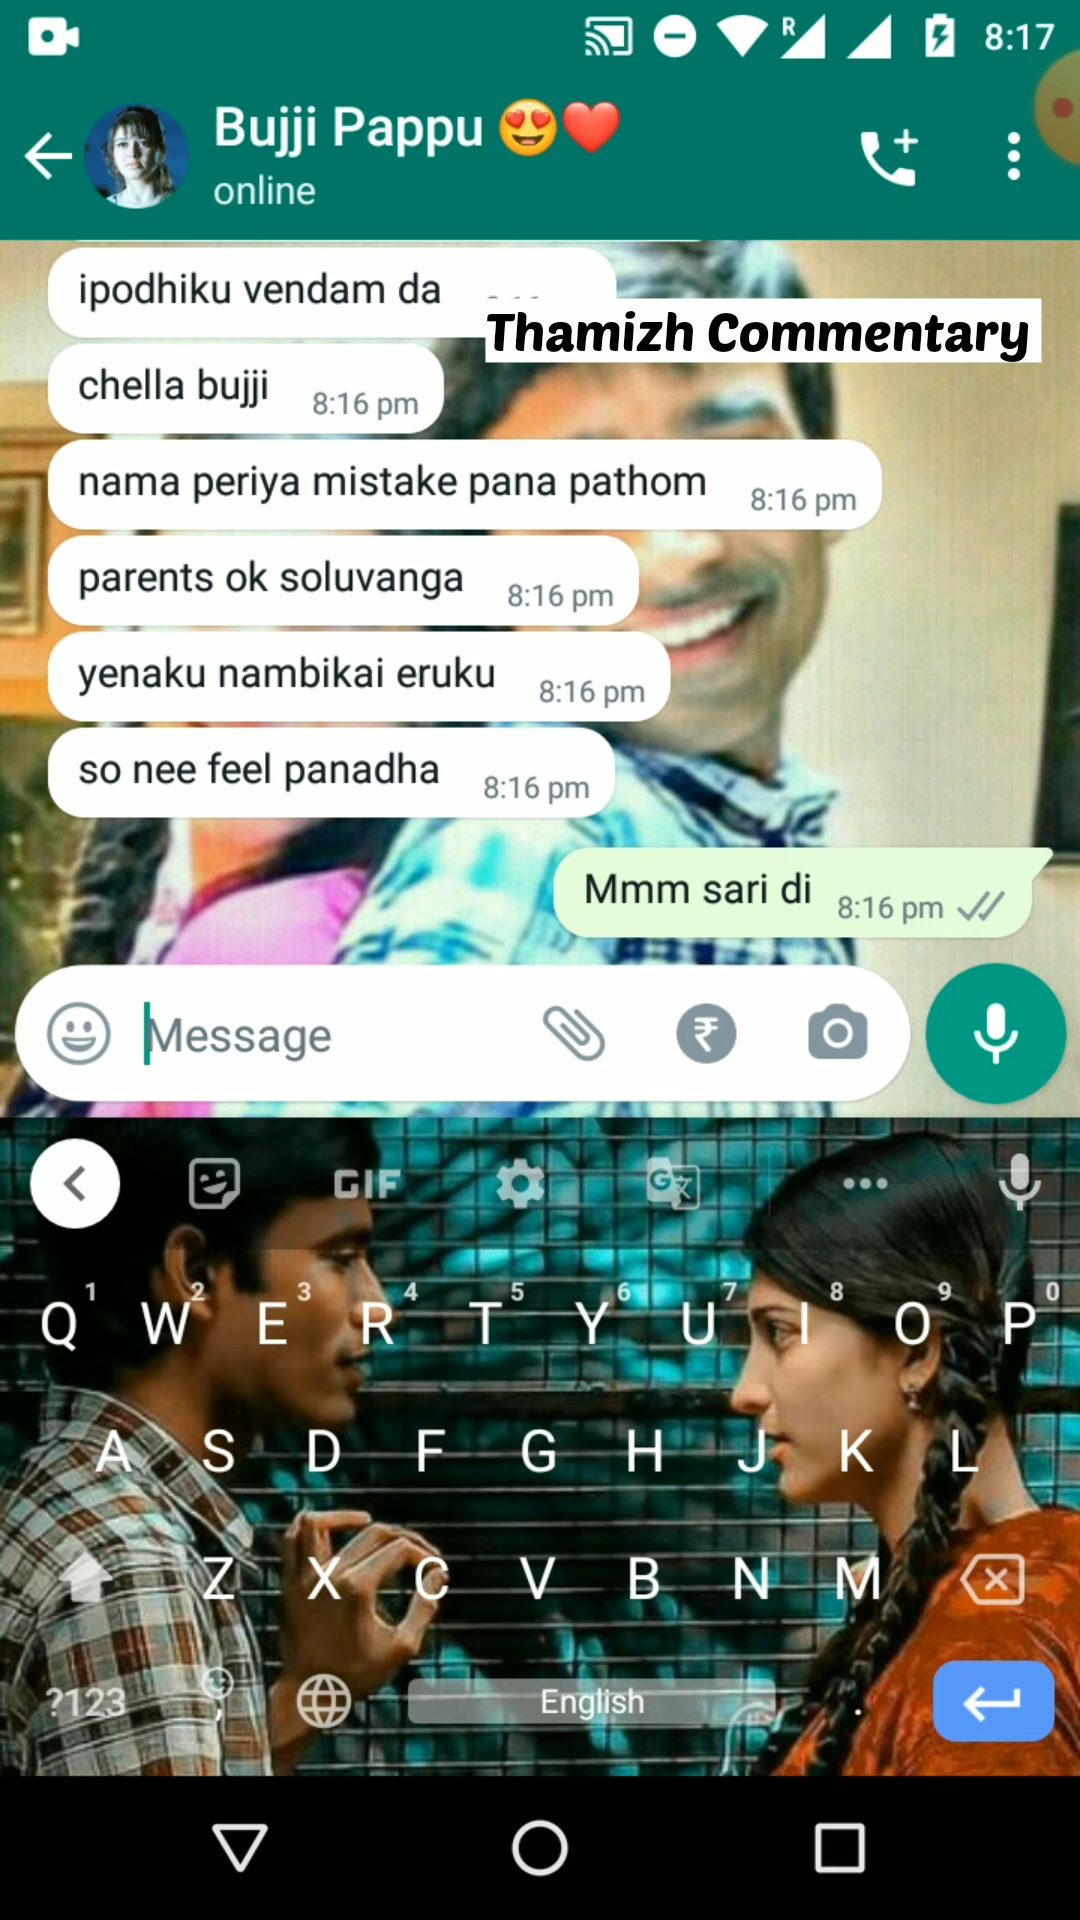 R
8:17
Bujji Pappu 😍❤️
online
ipodhiku vendam da
Thamizh Commentary
chella bujji 8:16 pm
nama periya mistake pana pathom 8:16 pm
parents ok soluvanga 8:16 pm
yenaku nambikai eruku 8:16 pm
so nee feel panadha 8:16 pm
Mmm sari di 8:16 pm
Message ₹
GIF G
1 2 3 4 5 6 7 8 9 0
Q W E R T Y U I O P
A S D F G H J K L
Z X C V B N M
?123 , English .